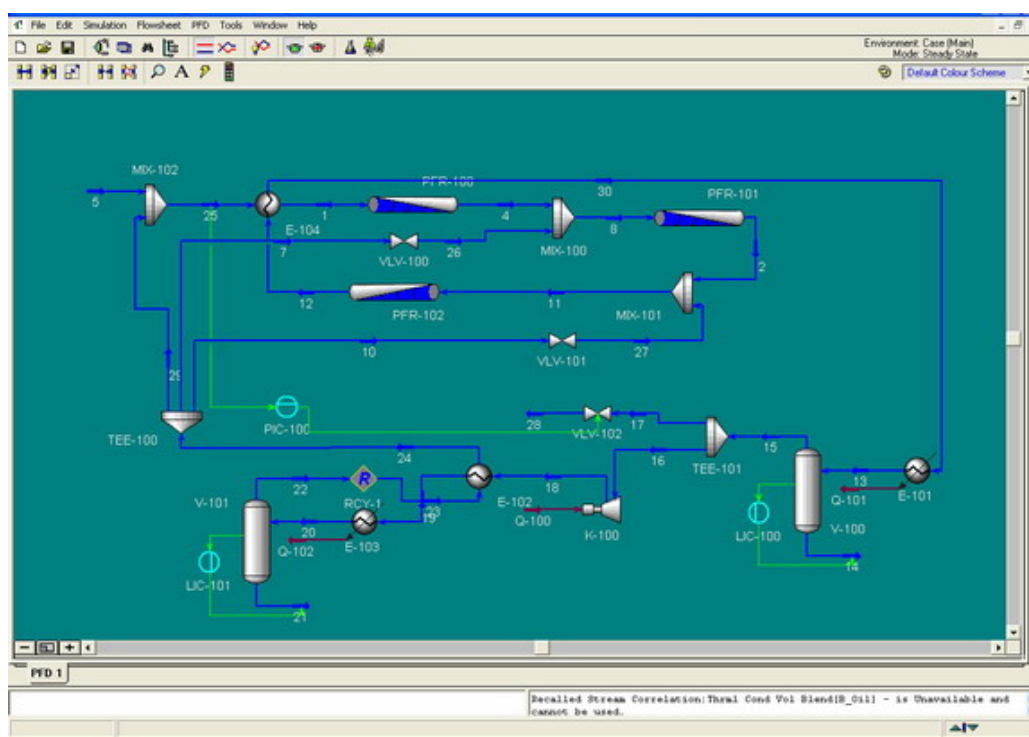 File Edit Simulation Flowsheet PFD Tools Window Help
Environment: Case (Main)
Mode: Steady State
Default Colour Scheme
MIX-102
PFR-100
30
PFR-101
5
25
1
4
8
E-104
7
VLV-100
26
MIX-100
2
12
PFR-102
11
MIX-101
10
VLV-101
27
29
PIC-100
28
VLV-102
17
TEE-100
24
TEE-101
15
16
V-101
22
RCY-1
23
19
18
E-102
Q-100
K-100
13
Q-101
E-101
V-100
LIC-100
20
Q-102
E-103
LIC-101
14
21
PFD 1
Recalled Stream Correlation:Thrml Cond Vol Blend[B_Oil] - is Unavailable and
cannot be used.